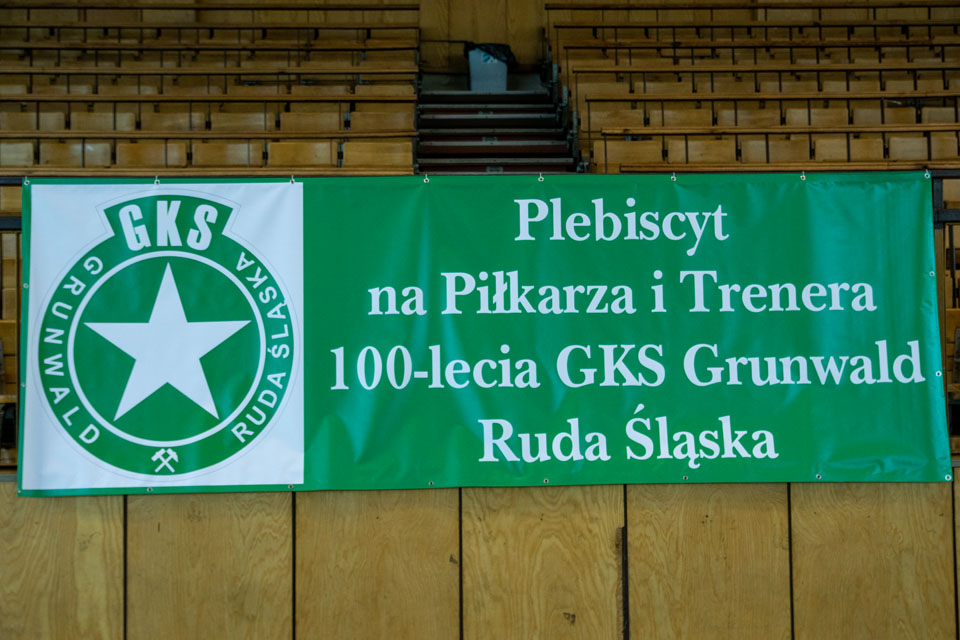 GKS
GRUNWALD
RUDA ŚLĄSKA
Plebiscyt
na Piłkarza i Trenera
100-lecia GKS Grunwald
Ruda Śląska